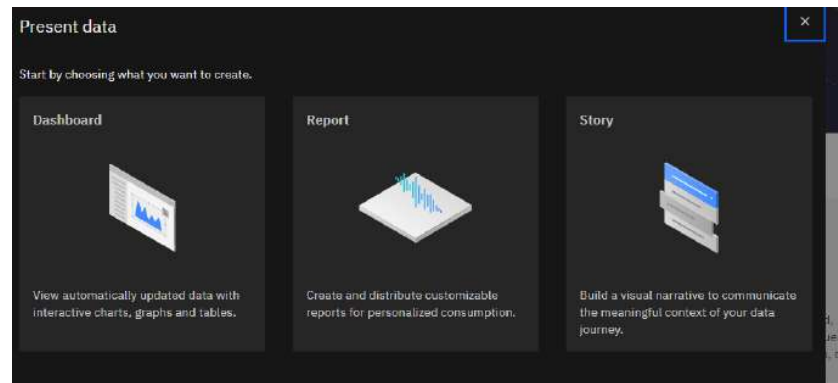 Present data
Start by choosing what you want to create.
Dashboard
View automatically updated data with
interactive charts, graphs and tables.
Report
Create and distribute customizable
reports for personalized consumption.
Story
Build a visual narrative to communicate
the meaningful context of your data
journey.